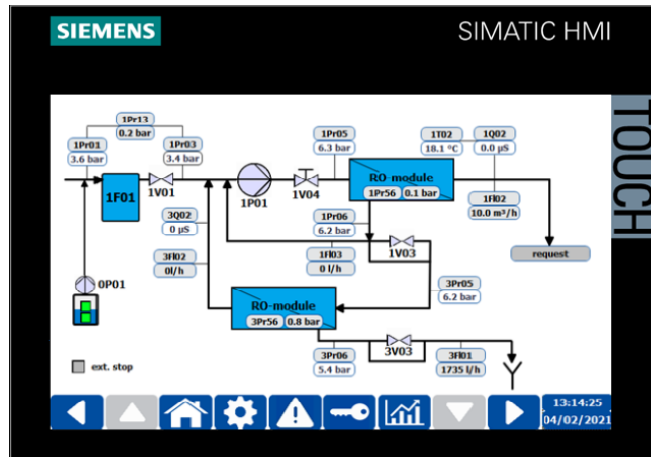 SIEMENS
SIMATIC HMI
TOUCH
1Pr13
0.2 bar
1Pr01
3.6 bar
1Pr03
3.4 bar
1Pr05
6.3 bar
1T02
18.1 °C
1Q02
0.0 µS
1F01
1V01
1P01
1V04
RO-module
1Pr56
0.1 bar
1Fl02
10.0 m³/h
3Q02
0 µS
1Pr06
6.2 bar
1V03
request
3Fl02
0l/h
1Fl03
0 l/h
0P01
3Pr05
6.2 bar
RO-module
3Pr56
0.8 bar
3Pr06
5.4 bar
3V03
3Fl01
1735 l/h
ext. stop
13:14:25
04/02/2021